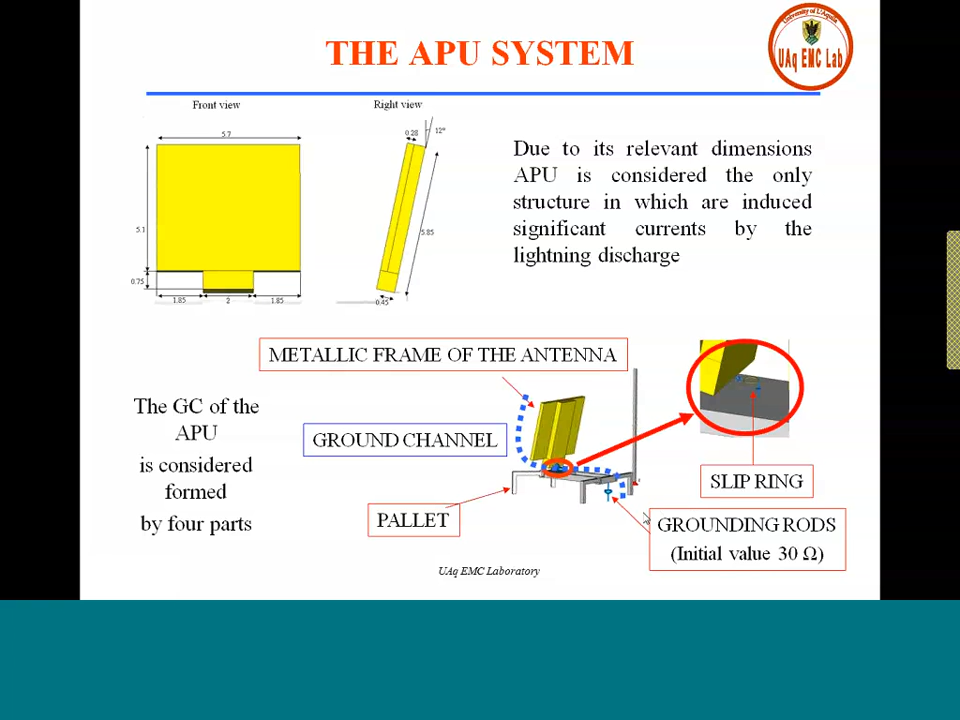 THE APU SYSTEM
University of L'Aquila
UAq EMC Lab
Front view
Right view
5.7
5.1
0.75
1.85
2
1.85
0.28
12°
5.85
0.45
Due to its relevant dimensions
APU is considered the only
structure in which are induced
significant currents by the
lightning discharge
METALLIC FRAME OF THE ANTENNA
The GC of the
APU
is considered
formed
by four parts
GROUND CHANNEL
PALLET
SLIP RING
GROUNDING RODS
(Initial value 30 Ω)
UAq EMC Laboratory